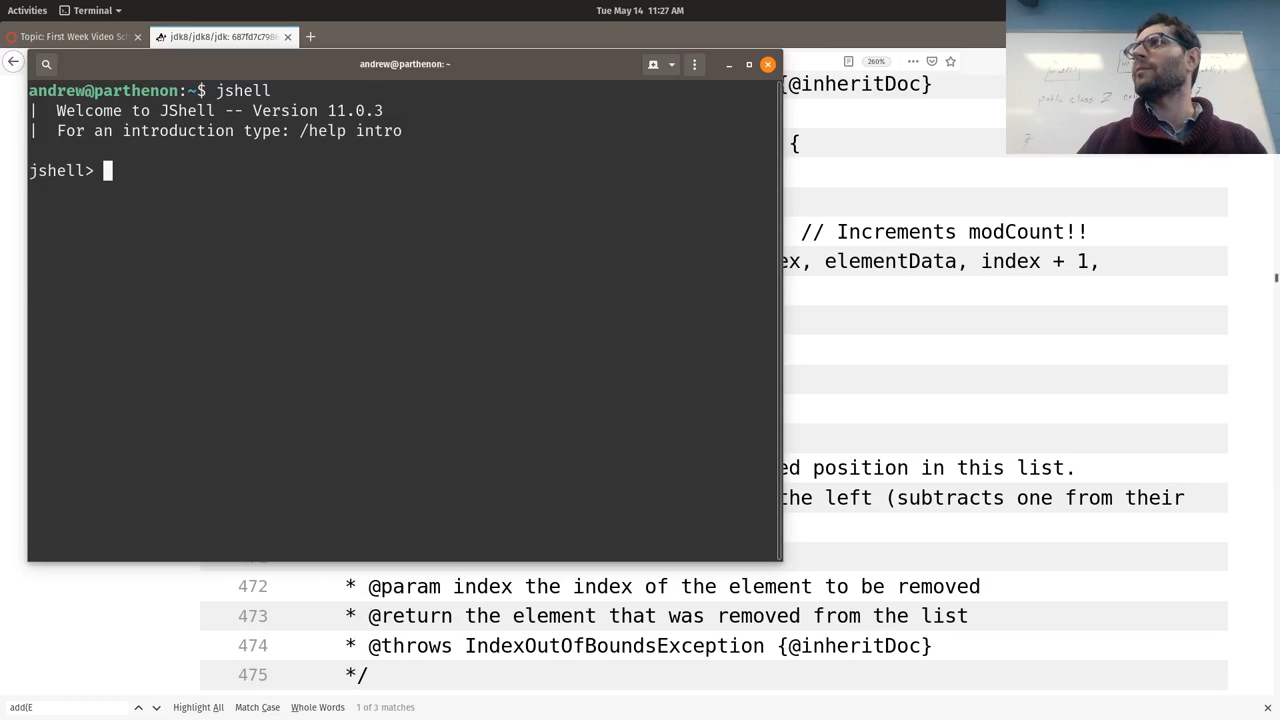 Activities
Terminal
Tue May 14 11:27 AM
Topic: First Week Video Sc
jdk8/jdk8/jdk: 687fd7c798
andrew@parthenon: ~
260%
andrew@parthenon:~$ jshell
| Welcome to JShell -- Version 11.0.3
| For an introduction type: /help intro
jshell>
{@inheritDoc}
{
// Increments modCount!!
ex, elementData, index + 1,
ed position in this list.
the left (subtracts one from their
472 * @param index the index of the element to be removed
473 * @return the element that was removed from the list
474 * @throws IndexOutOfBoundsException {@inheritDoc}
475 */
add(E
Highlight All
Match Case
Whole Words
1 of 3 matches
public class Z